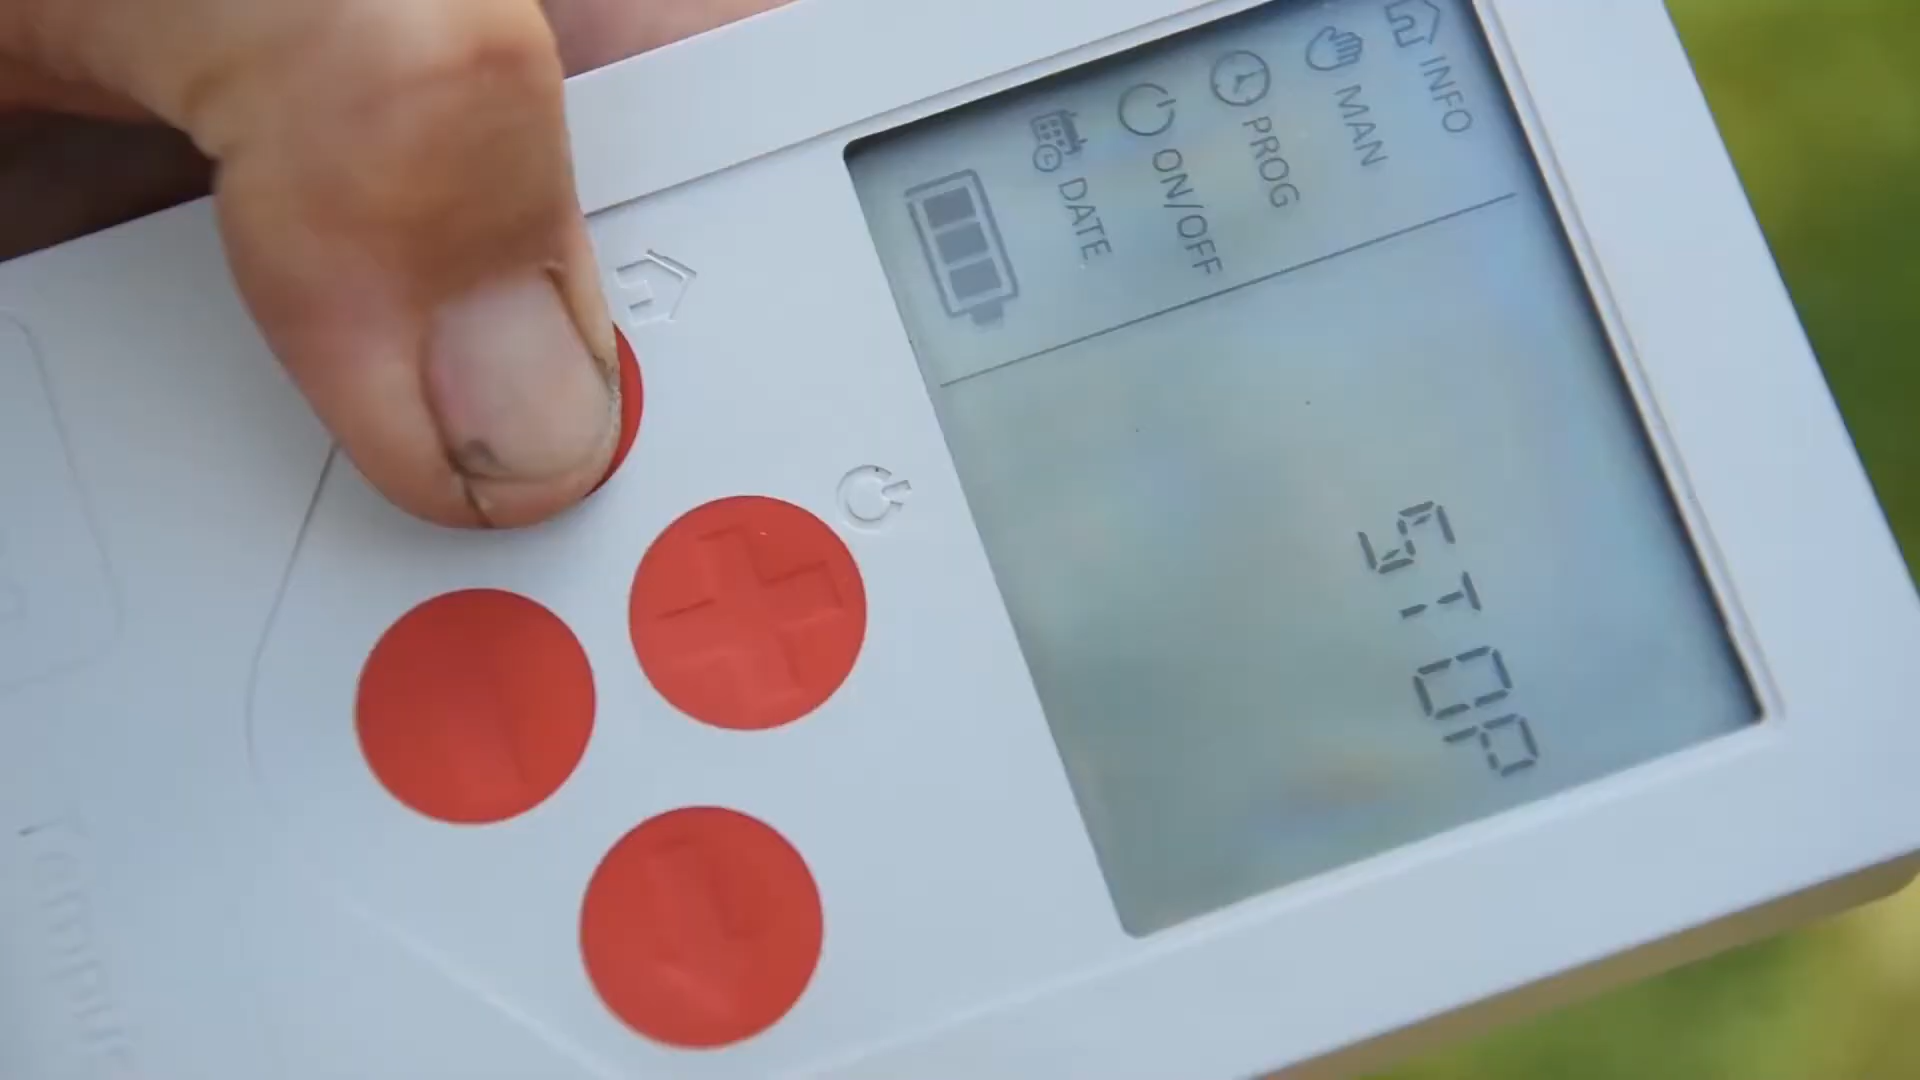 INFO
MAN
PROG
ON/OFF
DATE
STOP